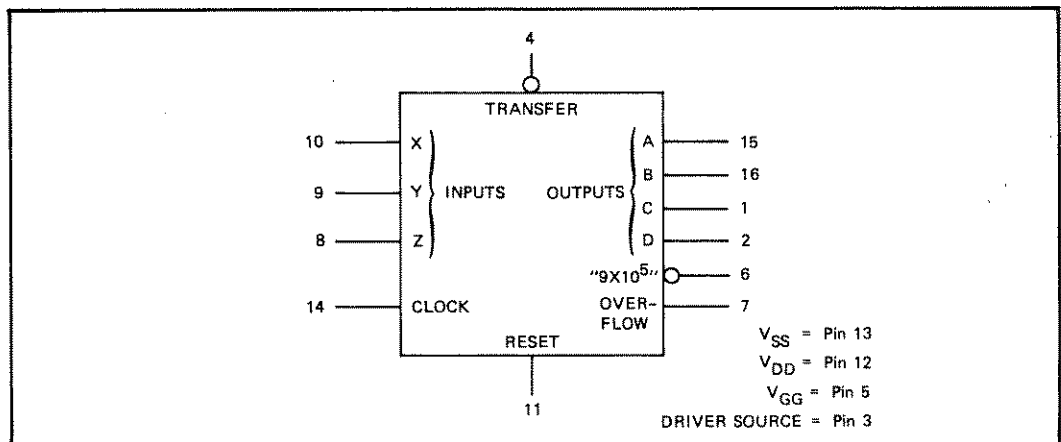 4
TRANSFER
10 X A 15
B 16
9 Y INPUTS OUTPUTS
C 1
8 Z D 2
"9X10⁵" 6
14 CLOCK OVER- 7
FLOW
RESET
V_SS = Pin 13
V_DD = Pin 12
V_GG = Pin 5
11
DRIVER SOURCE = Pin 3